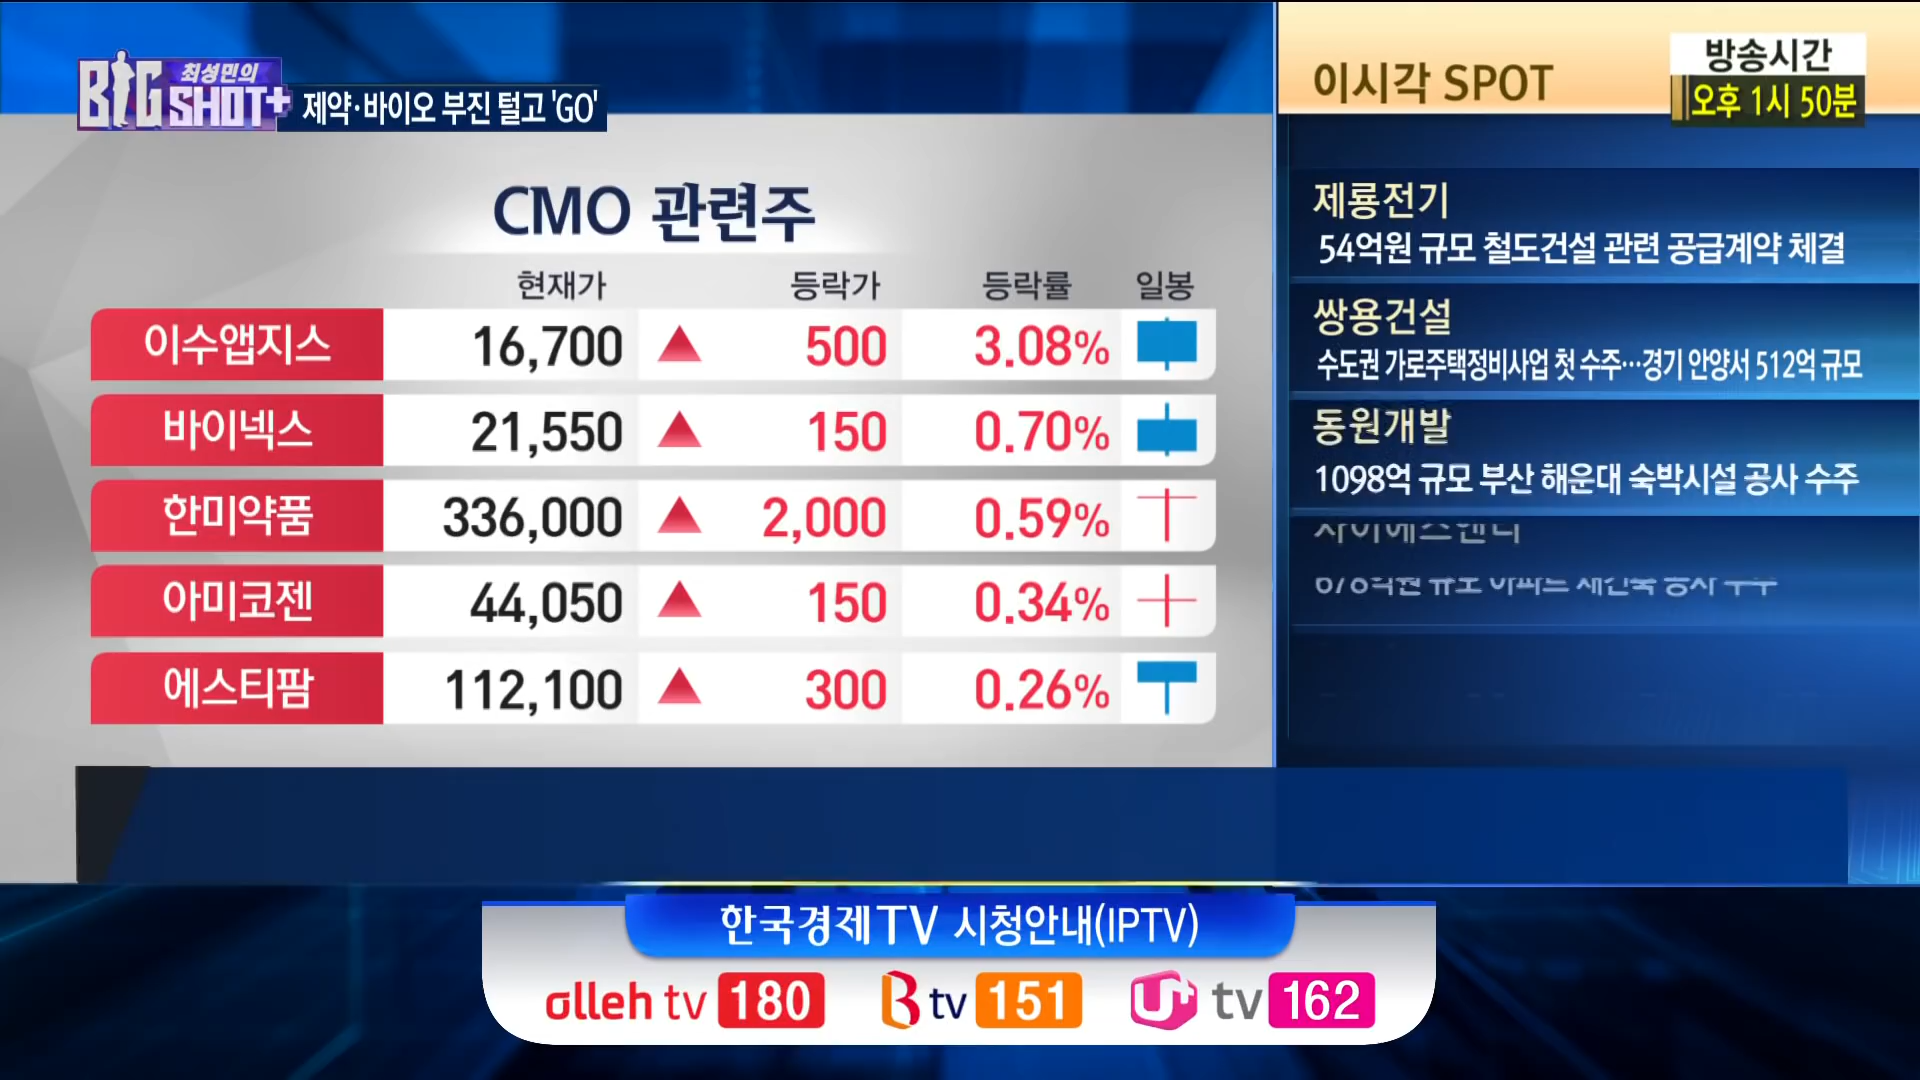 최성민의
BIG SHOT+
제약·바이오 부진 털고 'GO'
CMO 관련주
현재가 등락가 등락률 일봉
이수앱지스 16,700 ▲ 500 3.08%
바이넥스 21,550 ▲ 150 0.70%
한미약품 336,000 ▲ 2,000 0.59%
아미코젠 44,050 ▲ 150 0.34%
에스티팜 112,100 ▲ 300 0.26%
이시각 SPOT
방송시간
오후 1시 50분
제룡전기
54억원 규모 철도건설 관련 공급계약 체결
쌍용건설
수도권 가로주택정비사업 첫 수주…경기 안양서 512억 규모
동원개발
1098억 규모 부산 해운대 숙박시설 공사 수주
한국경제TV 시청안내(IPTV)
olleh tv 180
B tv 151
U+ tv 162